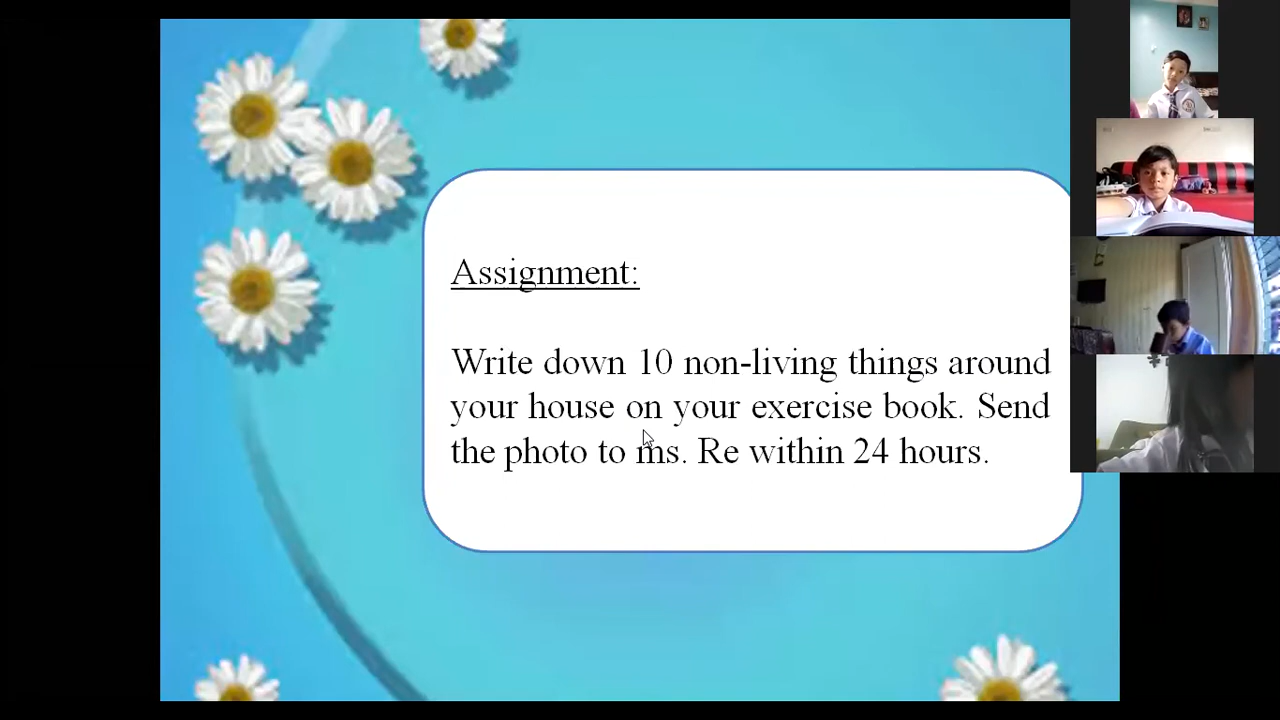 Assignment:
Write down 10 non-living things around
your house on your exercise book. Send
the photo to ms. Re within 24 hours.